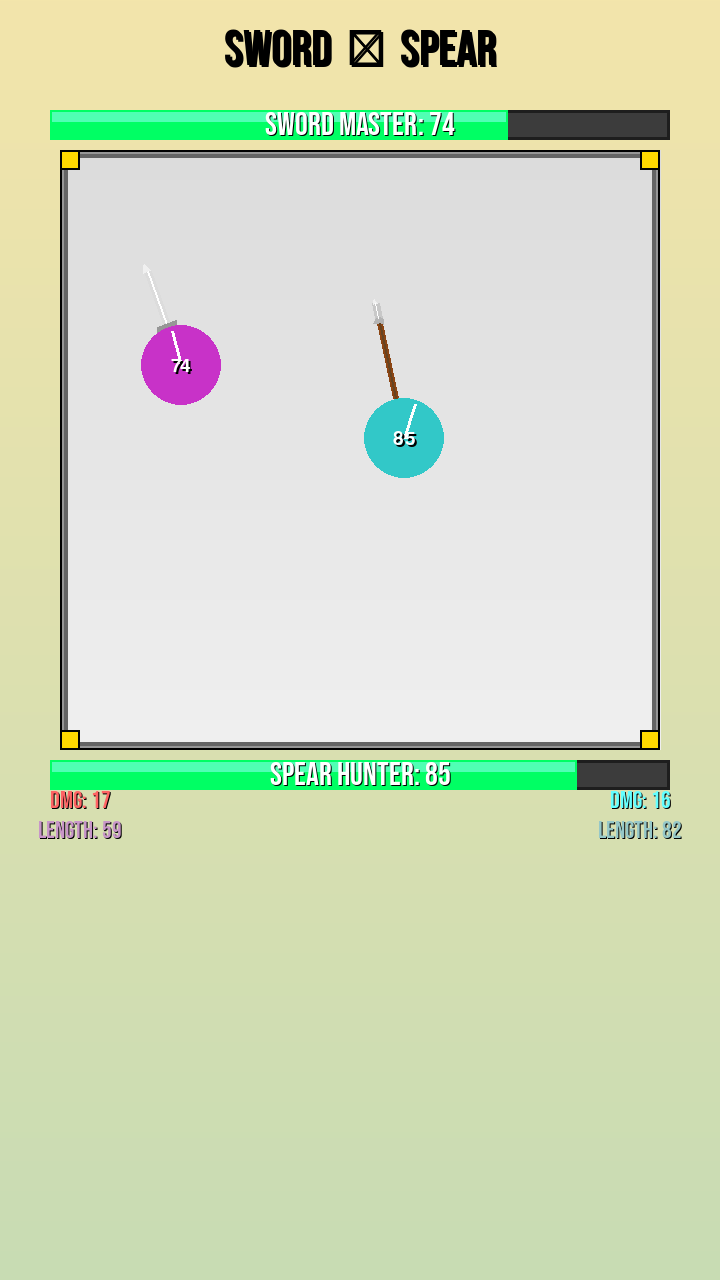 SWORD SPEAR
SWORD MASTER: 74
74
85
SPEAR HUNTER: 85
DMG: 17
DMG: 16
LENGTH: 59
LENGTH: 82